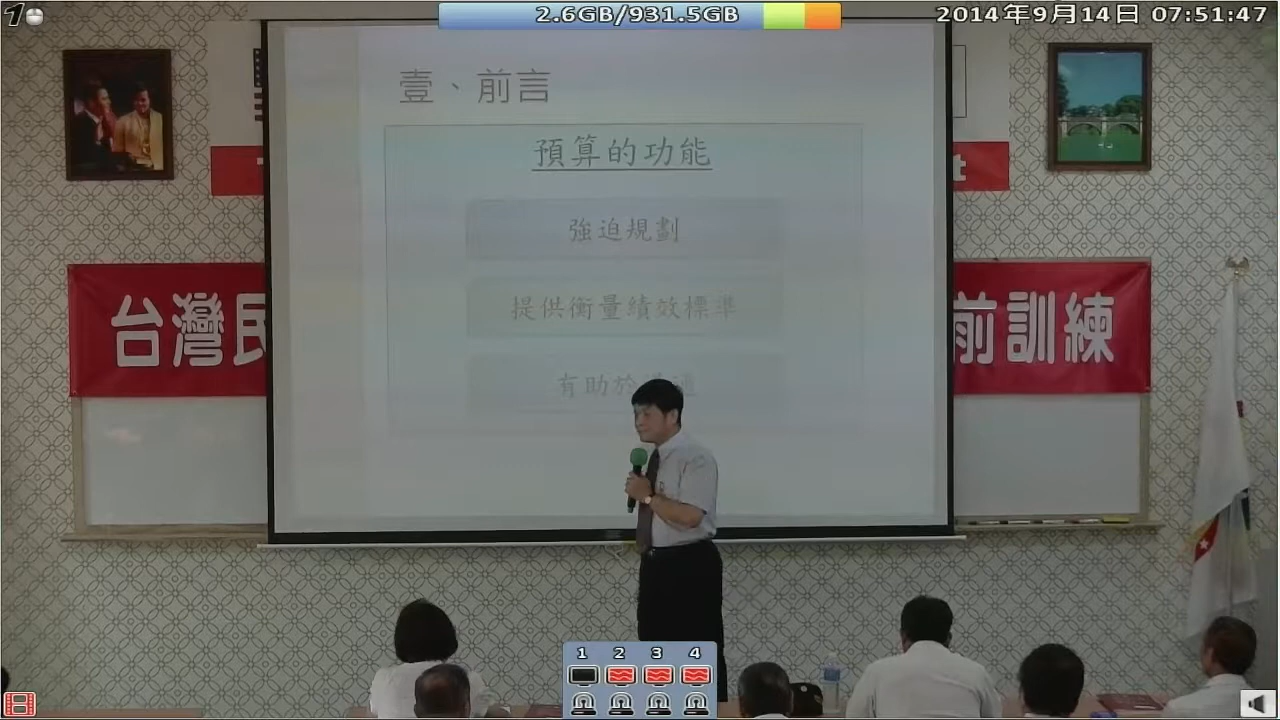 1
2.6GB/931.5GB
2014年9月14日 07:51:47
壹、前言
預算的功能
強迫規劃
提供衡量績效標準
有助於
t
台灣民
前訓練
1 2 3 4